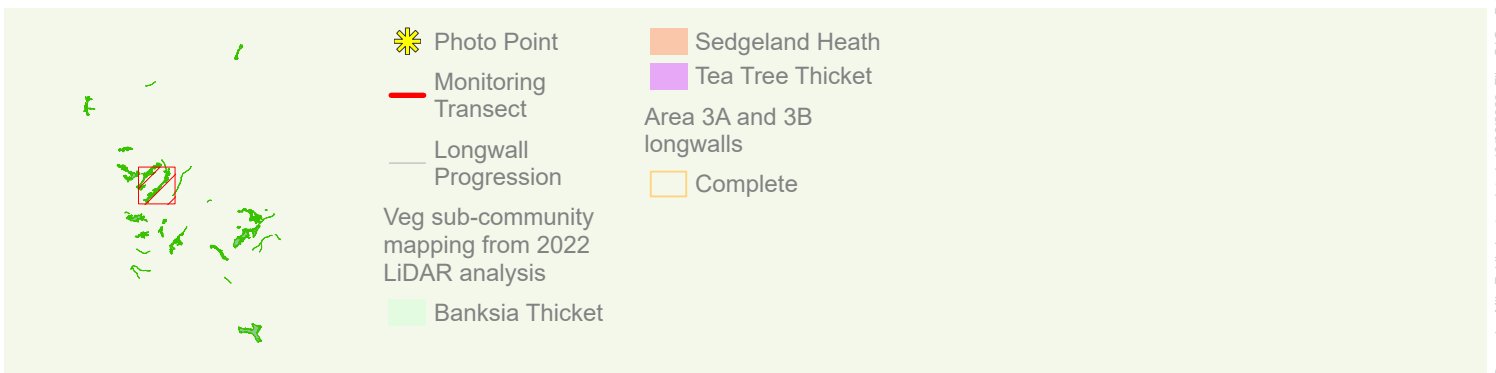 Photo Point
Monitoring
Transect
Longwall
Progression
Veg sub-community
mapping from 2022
LiDAR analysis
Banksia Thicket
Sedgeland Heath
Tea Tree Thicket
Area 3A and 3B
longwalls
Complete